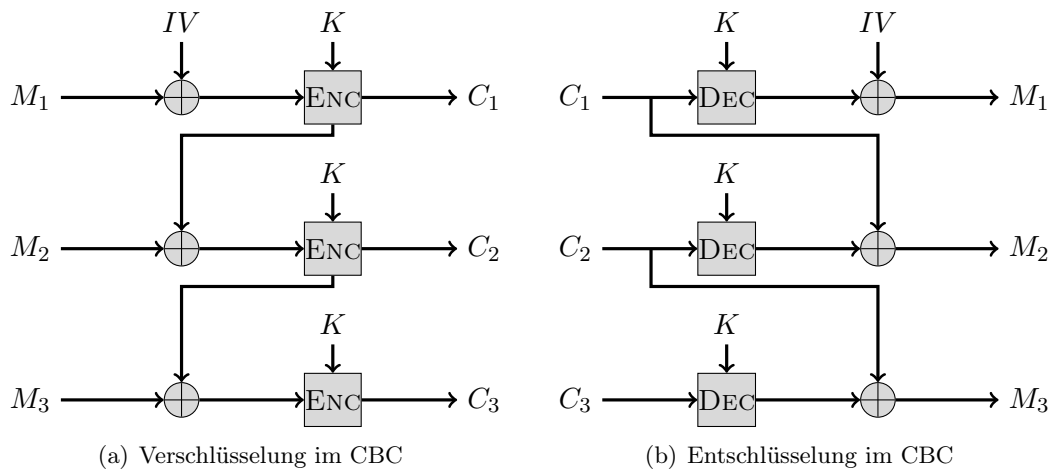 IV K
M₁ ENC C₁
K
M₂ ENC C₂
K
M₃ ENC C₃
(a) Verschlüsselung im CBC
K IV
C₁ DEC M₁
K
C₂ DEC M₂
K
C₃ DEC M₃
(b) Entschlüsselung im CBC